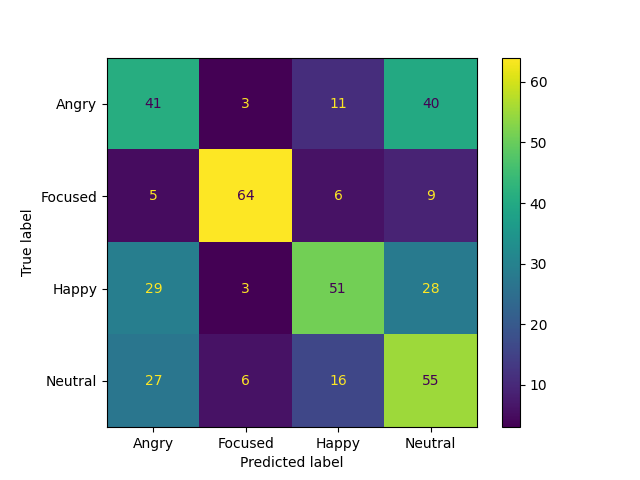 Angry 41 3 11 40
Focused 5 64 6 9
Happy 29 3 51 28
Neutral 27 6 16 55
Angry Focused Happy Neutral
Predicted label
True label
60
50
40
30
20
10